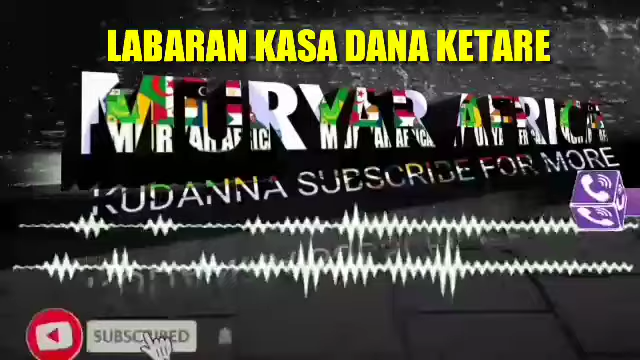 LABARAN KASA DANA KETARE
MURYAR AFRICA
KUDANNA SUBSCRIBE FOR MORE
SUBSCRIBED